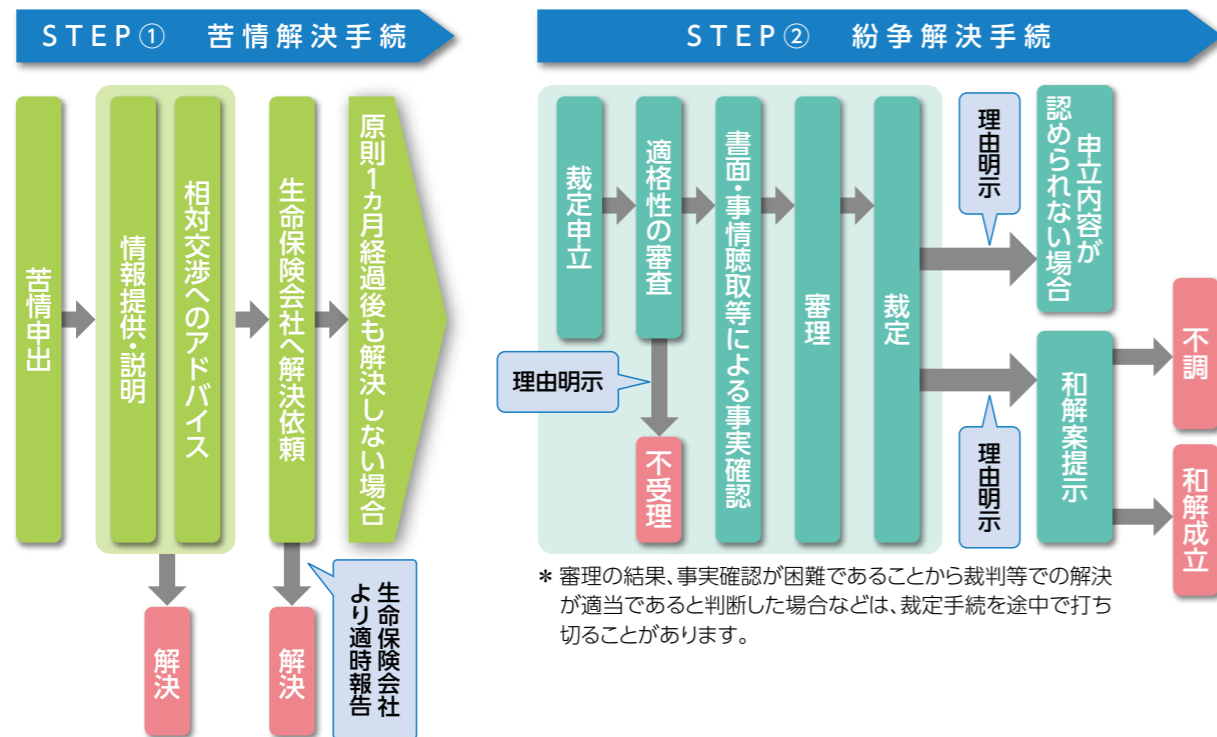 STEP① 苦情解決手続
苦情申出
情報提供・説明
相対交渉へのアドバイス
解決
生命保険会社へ解決依頼
解決
生命保険会社
より適時報告
原則1ヵ月経過後も解決しない場合
STEP② 紛争解決手続
裁定申立
適格性の審査
理由明示
不受理
書面・事情聴取等による事実確認
審理
裁定
理由明示
申立内容が
認められない場合
理由明示
和解案提示
不調
和解成立
* 審理の結果、事実確認が困難であることから裁判等での解決
が適当であると判断した場合などは、裁定手続を途中で打ち
切ることがあります。